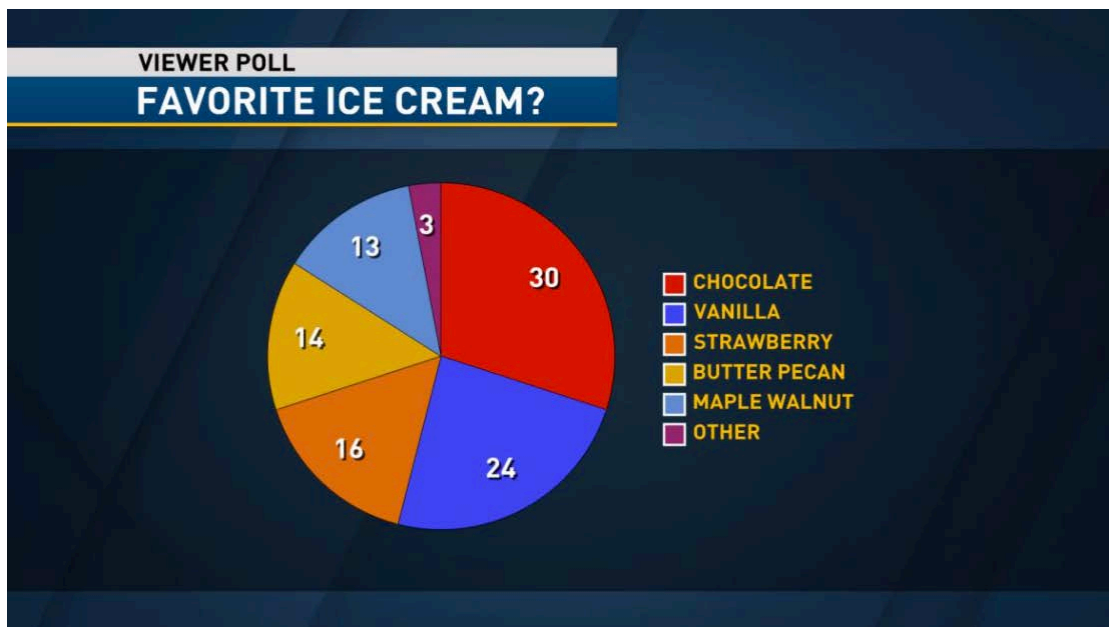 VIEWER POLL
FAVORITE ICE CREAM?
3
13
30
14
16
24
CHOCOLATE
VANILLA
STRAWBERRY
BUTTER PECAN
MAPLE WALNUT
OTHER